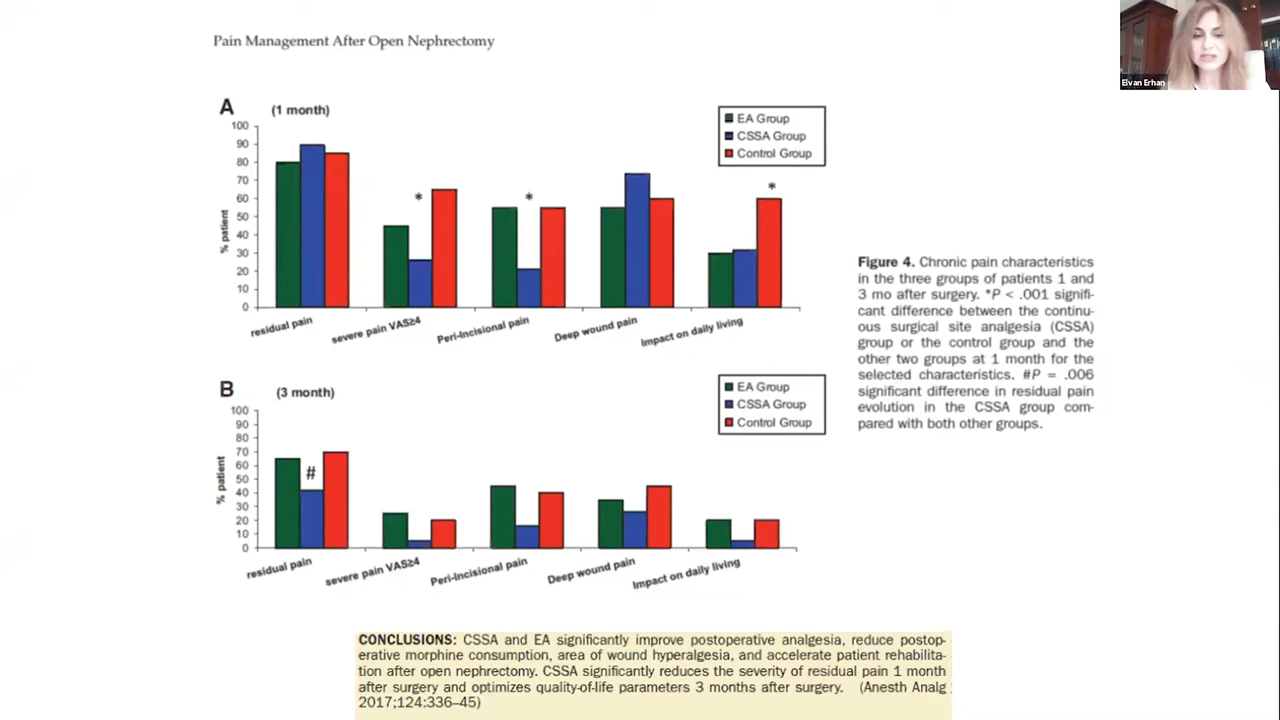 Pain Management After Open Nephrectomy
Elvan Erhan
A
(1 month)
EA Group
CSSA Group
Control Group
100
90
80
70
60
50
40
30
20
10
0
% patient
*
*
*
residual pain
severe pain VAS≥4
Peri-Incisional pain
Deep wound pain
Impact on daily living
Figure 4. Chronic pain characteristics
in the three groups of patients 1 and
3 mo after surgery. *P < .001 signifi-
cant difference between the continu-
ous surgical site analgesia (CSSA)
group or the control group and the
other two groups at 1 month for the
selected characteristics. #P = .006
significant difference in residual pain
evolution in the CSSA group com-
pared with both other groups.
B
(3 month)
EA Group
CSSA Group
Control Group
100
90
80
70
60
50
40
30
20
10
0
% patient
#
residual pain
severe pain VAS≥4
Peri-Incisional pain
Deep wound pain
Impact on daily living
CONCLUSIONS: CSSA and EA significantly improve postoperative analgesia, reduce postop-
erative morphine consumption, area of wound hyperalgesia, and accelerate patient rehabilita-
tion after open nephrectomy. CSSA significantly reduces the severity of residual pain 1 month
after surgery and optimizes quality-of-life parameters 3 months after surgery. (Anesth Analg
2017;124:336–45)